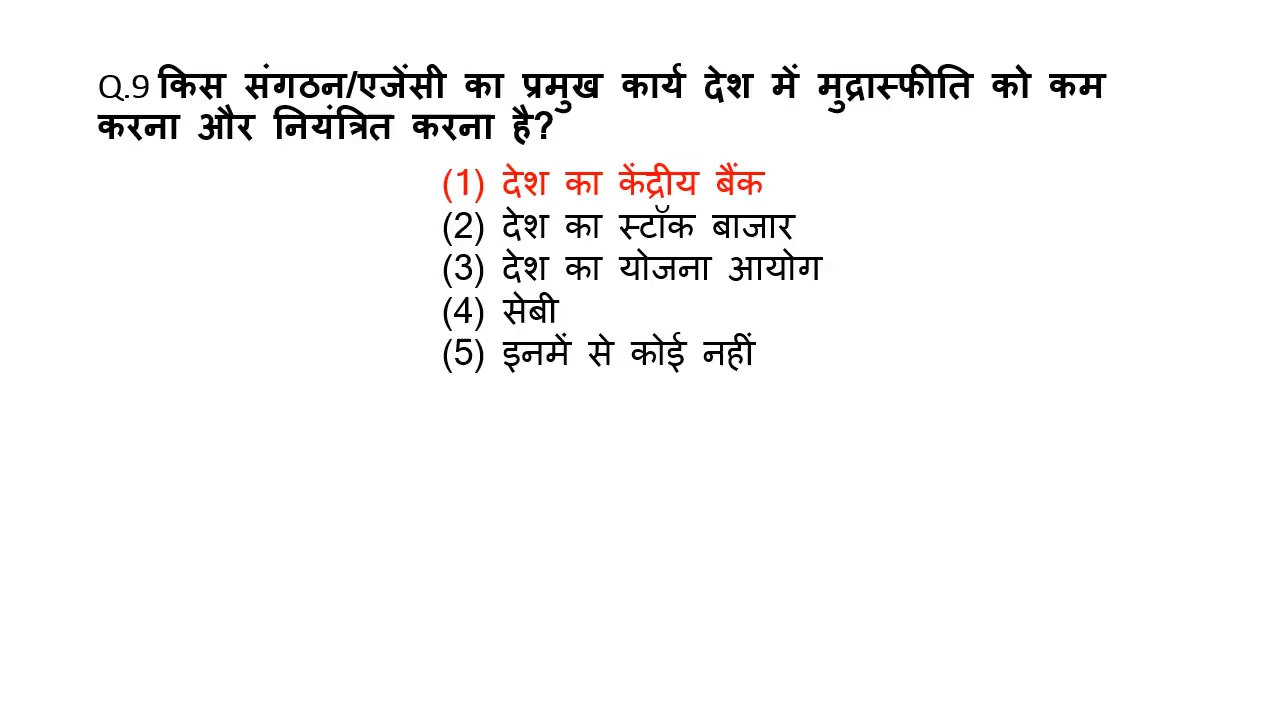 Q.9 किस संगठन/एजेंसी का प्रमुख कार्य देश में मुद्रास्फीति को कम
करना और नियंत्रित करना है?
(1) देश का केंद्रीय बैंक
(2) देश का स्टॉक बाजार
(3) देश का योजना आयोग
(4) सेबी
(5) इनमें से कोई नहीं